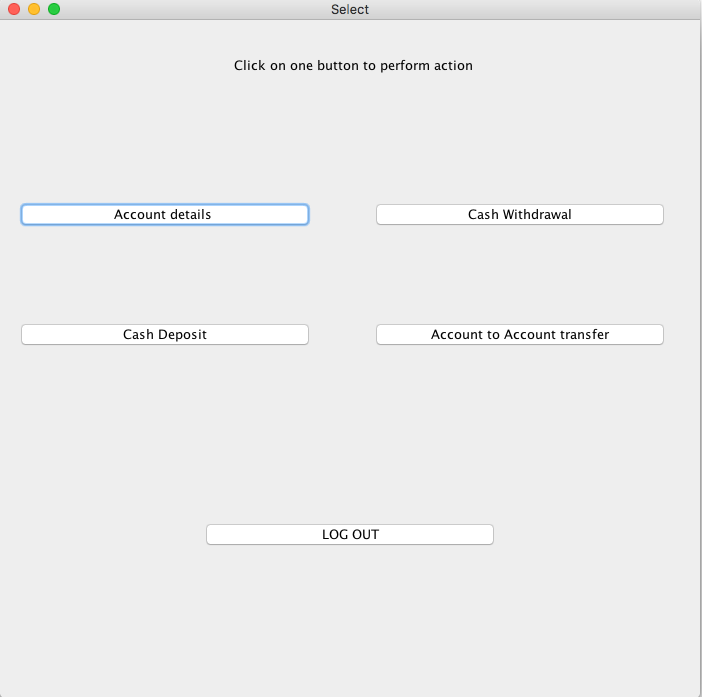 Select
Click on one button to perform action
Account details
Cash Withdrawal
Cash Deposit
Account to Account transfer
LOG OUT